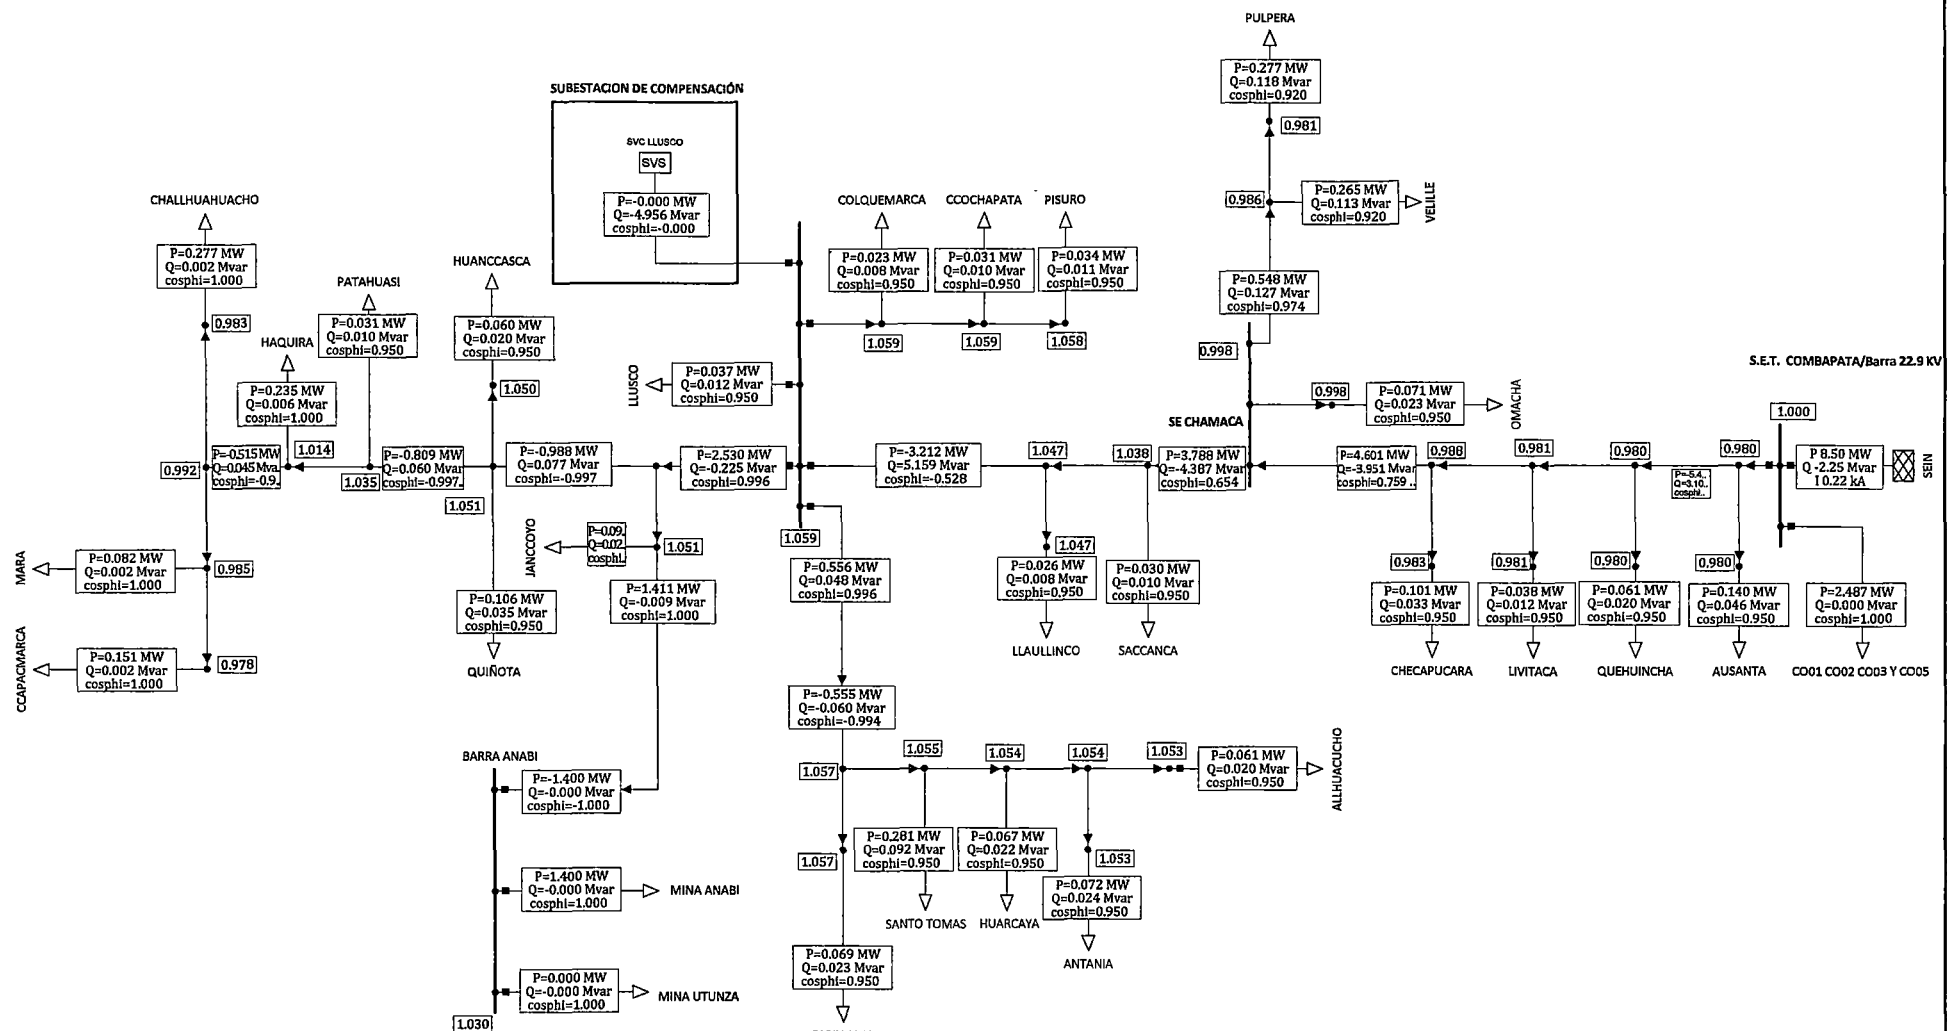 PULPERA
P=0.277 MW
Q=0.118 Mvar
cosphi=0.920
0.981
SUBESTACION DE COMPENSACIÓN
SVC LLUSCO
SVS
P=-0.000 MW
Q=-4.956 Mvar
cosphi=-0.000
0.986
P=0.265 MW
Q=0.113 Mvar
cosphi=0.920
VELILLE
CHALLHUAHUACHO
P=0.277 MW
Q=0.002 Mvar
cosphi=1.000
0.983
COLQUEMARCA
P=0.023 MW
Q=0.008 Mvar
cosphi=0.950
1.059
CCOCHAPATA
P=0.031 MW
Q=0.010 Mvar
cosphi=0.950
1.059
PISURO
P=0.034 MW
Q=0.011 Mvar
cosphi=0.950
1.058
HUANCCASCA
P=0.060 MW
Q=0.020 Mvar
cosphi=0.950
1.050
PATAHUASI
P=0.031 MW
Q=0.010 Mvar
cosphi=0.950
P=0.548 MW
Q=0.127 Mvar
cosphi=0.974
0.998
HAQUIRA
P=0.235 MW
Q=0.006 Mvar
cosphi=1.000
LLUSCO
P=0.037 MW
Q=0.012 Mvar
cosphi=0.950
S.E.T. COMBAPATA/Barra 22.9 KV
1.000
0.998
P=0.071 MW
Q=0.023 Mvar
cosphi=0.950
OMACHA
SE CHAMACA
0.992
P=-0.515 MW
Q=0.045 Mva
cosphi=-0.9.
1.014
1.035
P=-0.809 MW
Q=0.060 Mvar
cosphi=-0.997.
1.051
P=-0.988 MW
Q=0.077 Mvar
cosphi=-0.997
P=2.530 MW
Q=-0.225 Mvar
cosphi=0.996
P=-3.212 MW
Q=5.159 Mvar
cosphi=-0.528
1.047
1.038
P=3.788 MW
Q=-4.387 Mvar
cosphi=0.654
P=4.601 MW
Q=-3.951 Mvar
cosphi=0.759 ..
0.988
0.981
0.980
P=-5.4..
Q=3.10..
cosphi..
0.980
P 8.50 MW
Q -2.25 Mvar
I 0.22 kA
SEIN
JANCCOYO
P=0.09.
Q=0.02.
cosphi.
1.051
1.059
1.047
MARA
P=0.082 MW
Q=0.002 Mvar
cosphi=1.000
0.985
P=0.106 MW
Q=0.035 Mvar
cosphi=0.950
QUIÑOTA
P=1.411 MW
Q=-0.009 Mvar
cosphi=1.000
P=0.556 MW
Q=0.048 Mvar
cosphi=0.996
P=0.026 MW
Q=0.008 Mvar
cosphi=0.950
LLAULLINCO
P=0.030 MW
Q=0.010 Mvar
cosphi=0.950
SACCANCA
0.983
P=0.101 MW
Q=0.033 Mvar
cosphi=0.950
CHECAPUCARA
0.981
P=0.038 MW
Q=0.012 Mvar
cosphi=0.950
LIVITACA
0.980
P=0.061 MW
Q=0.020 Mvar
cosphi=0.950
QUEHUINCHA
0.980
P=0.140 MW
Q=0.046 Mvar
cosphi=0.950
AUSANTA
P=2.487 MW
Q=0.000 Mvar
cosphi=1.000
CO01 CO02 CO03 Y CO05
CCAPACMARCA
P=0.151 MW
Q=0.002 Mvar
cosphi=1.000
0.978
P=-0.555 MW
Q=-0.060 Mvar
cosphi=-0.994
BARRA ANABI
P=-1.400 MW
Q=-0.000 Mvar
cosphi=-1.000
1.057
1.055
1.054
1.054
1.053
P=0.061 MW
Q=0.020 Mvar
cosphi=0.950
ALLHUACUCHO
1.057
P=0.281 MW
Q=0.092 Mvar
cosphi=0.950
SANTO TOMAS
P=0.067 MW
Q=0.022 Mvar
cosphi=0.950
HUARCAYA
1.053
P=0.072 MW
Q=0.024 Mvar
cosphi=0.950
ANTANIA
P=1.400 MW
Q=-0.000 Mvar
cosphi=1.000
MINA ANABI
P=0.069 MW
Q=0.023 Mvar
cosphi=0.950
P=0.000 MW
Q=-0.000 Mvar
cosphi=1.000
MINA UTUNZA
1.030